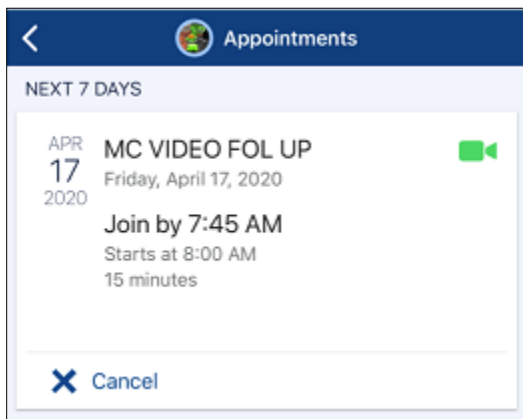 Appointments
NEXT 7 DAYS
APR
17
2020
MC VIDEO FOL UP
Friday, April 17, 2020
Join by 7:45 AM
Starts at 8:00 AM
15 minutes
Cancel